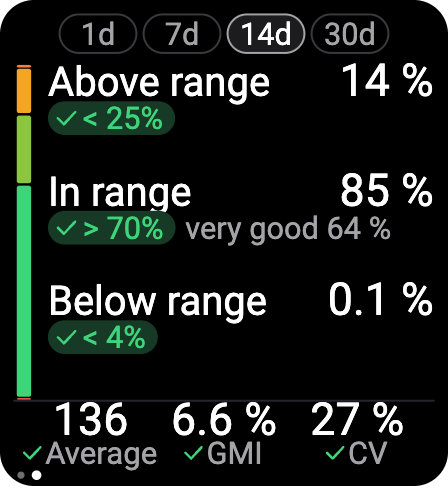 1d 7d 14d 30d
Above range 14 %
✓ < 25%
In range 85 %
✓ > 70% very good 64 %
Below range 0.1 %
✓ < 4%
136 6.6 % 27 %
✓Average ✓GMI ✓CV